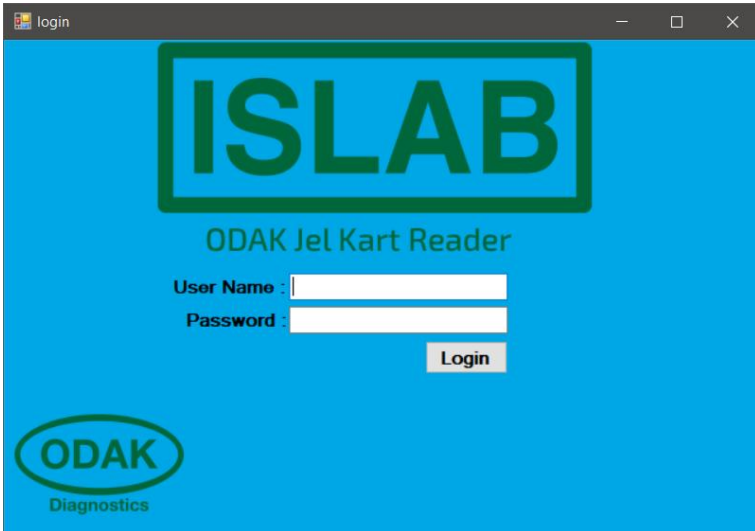 login
ISLAB
ODAK Jel Kart Reader
User Name :
Password :
Login
ODAK
Diagnostics